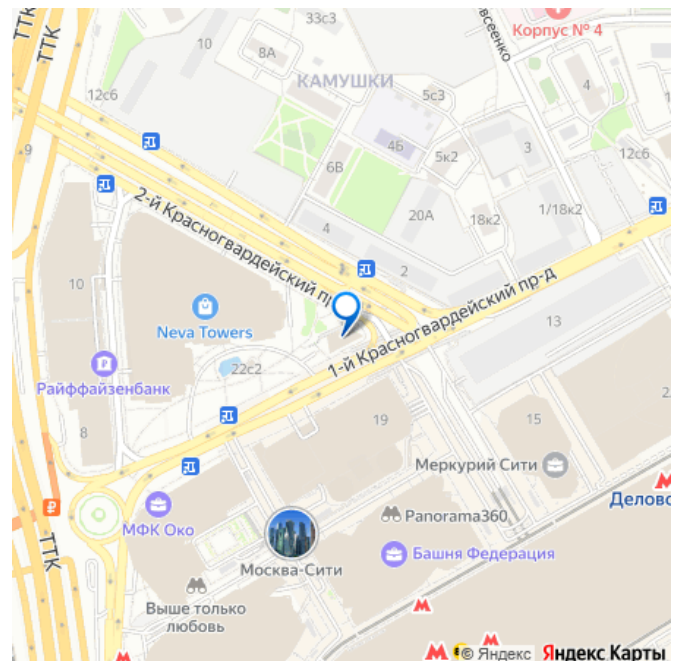 ТТК
ТТК
33с3
10
8А
КАМУШКИ
12с6
Корпус № 4
4
5с3
4Б
5к2
3
12с6
9
6В
20А
18к2
1/18к2
4
2
2-й Красногвардейский пр-д
10
Neva Towers
1-й Красногвардейский пр-д
13
Райффайзенбанк
22с2
8
19
15
2
Меркурий Сити
Делово
МФК Око
Panorama360
Башня Федерация
ТТК
Москва-Сити
Выше только
любовь
© Яндекс Яндекс Карты